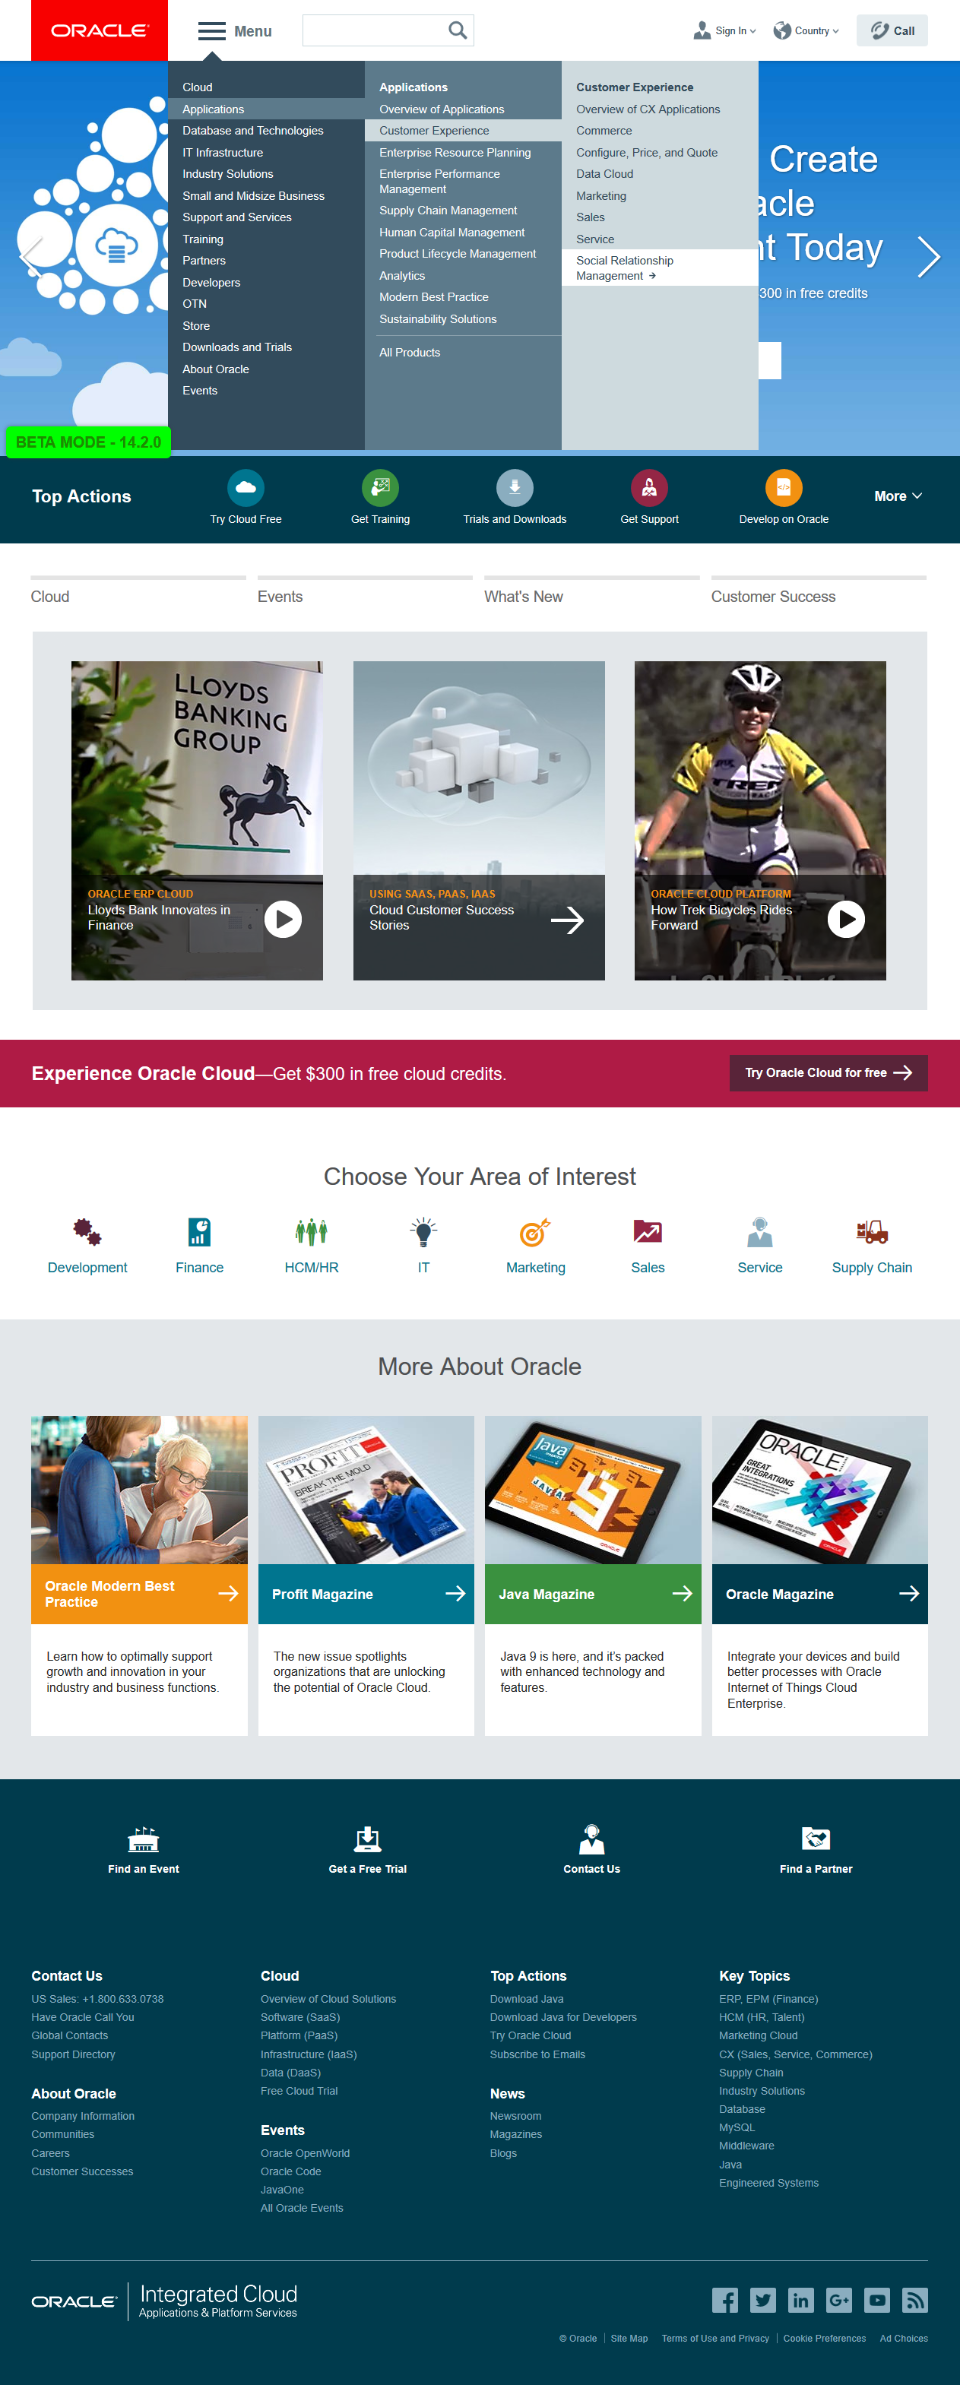 ORACLE
Menu
Sign In
Country
Call
Cloud
Applications
Database and Technologies
IT Infrastructure
Industry Solutions
Small and Midsize Business
Support and Services
Training
Partners
Developers
OTN
Store
Downloads and Trials
About Oracle
Events
Applications
Overview of Applications
Customer Experience
Enterprise Resource Planning
Enterprise Performance
Management
Supply Chain Management
Human Capital Management
Product Lifecycle Management
Analytics
Modern Best Practice
Sustainability Solutions
All Products
Customer Experience
Overview of CX Applications
Commerce
Configure, Price, and Quote
Data Cloud
Marketing
Sales
Service
Social Relationship
Management
Create
acle
t Today
300 in free credits
BETA MODE - 14.2.0
Top Actions
Try Cloud Free
Get Training
Trials and Downloads
Get Support
Develop on Oracle
More
Cloud
Events
What's New
Customer Success
LLOYDS
BANKING
GROUP
ORACLE ERP CLOUD
Lloyds Bank Innovates in
Finance
USING SAAS, PAAS, IAAS
Cloud Customer Success
Stories
TREK
ORACLE CLOUD PLATFORM
How Trek Bicycles Rides
Forward
Experience Oracle Cloud—Get $300 in free cloud credits.
Try Oracle Cloud for free
Choose Your Area of Interest
Development
Finance
HCM/HR
IT
Marketing
Sales
Service
Supply Chain
More About Oracle
PROFIT
BREAK THE MOLD
java
JAVA
ORACLE
GREAT
INTEGRATIONS
Oracle Modern Best
Practice
Profit Magazine
Java Magazine
Oracle Magazine
Learn how to optimally support
growth and innovation in your
industry and business functions.
The new issue spotlights
organizations that are unlocking
the potential of Oracle Cloud.
Java 9 is here, and it's packed
with enhanced technology and
features.
Integrate your devices and build
better processes with Oracle
Internet of Things Cloud
Enterprise.
Find an Event
Get a Free Trial
Contact Us
Find a Partner
Contact Us
US Sales: +1.800.633.0738
Have Oracle Call You
Global Contacts
Support Directory
About Oracle
Company Information
Communities
Careers
Customer Successes
Cloud
Overview of Cloud Solutions
Software (SaaS)
Platform (PaaS)
Infrastructure (IaaS)
Data (DaaS)
Free Cloud Trial
Events
Oracle OpenWorld
Oracle Code
JavaOne
All Oracle Events
Top Actions
Download Java
Download Java for Developers
Try Oracle Cloud
Subscribe to Emails
News
Newsroom
Magazines
Blogs
Key Topics
ERP, EPM (Finance)
HCM (HR, Talent)
Marketing Cloud
CX (Sales, Service, Commerce)
Supply Chain
Industry Solutions
Database
MySQL
Middleware
Java
Engineered Systems
ORACLE
Integrated Cloud
Applications & Platform Services
© Oracle
Site Map
Terms of Use and Privacy
Cookie Preferences
Ad Choices